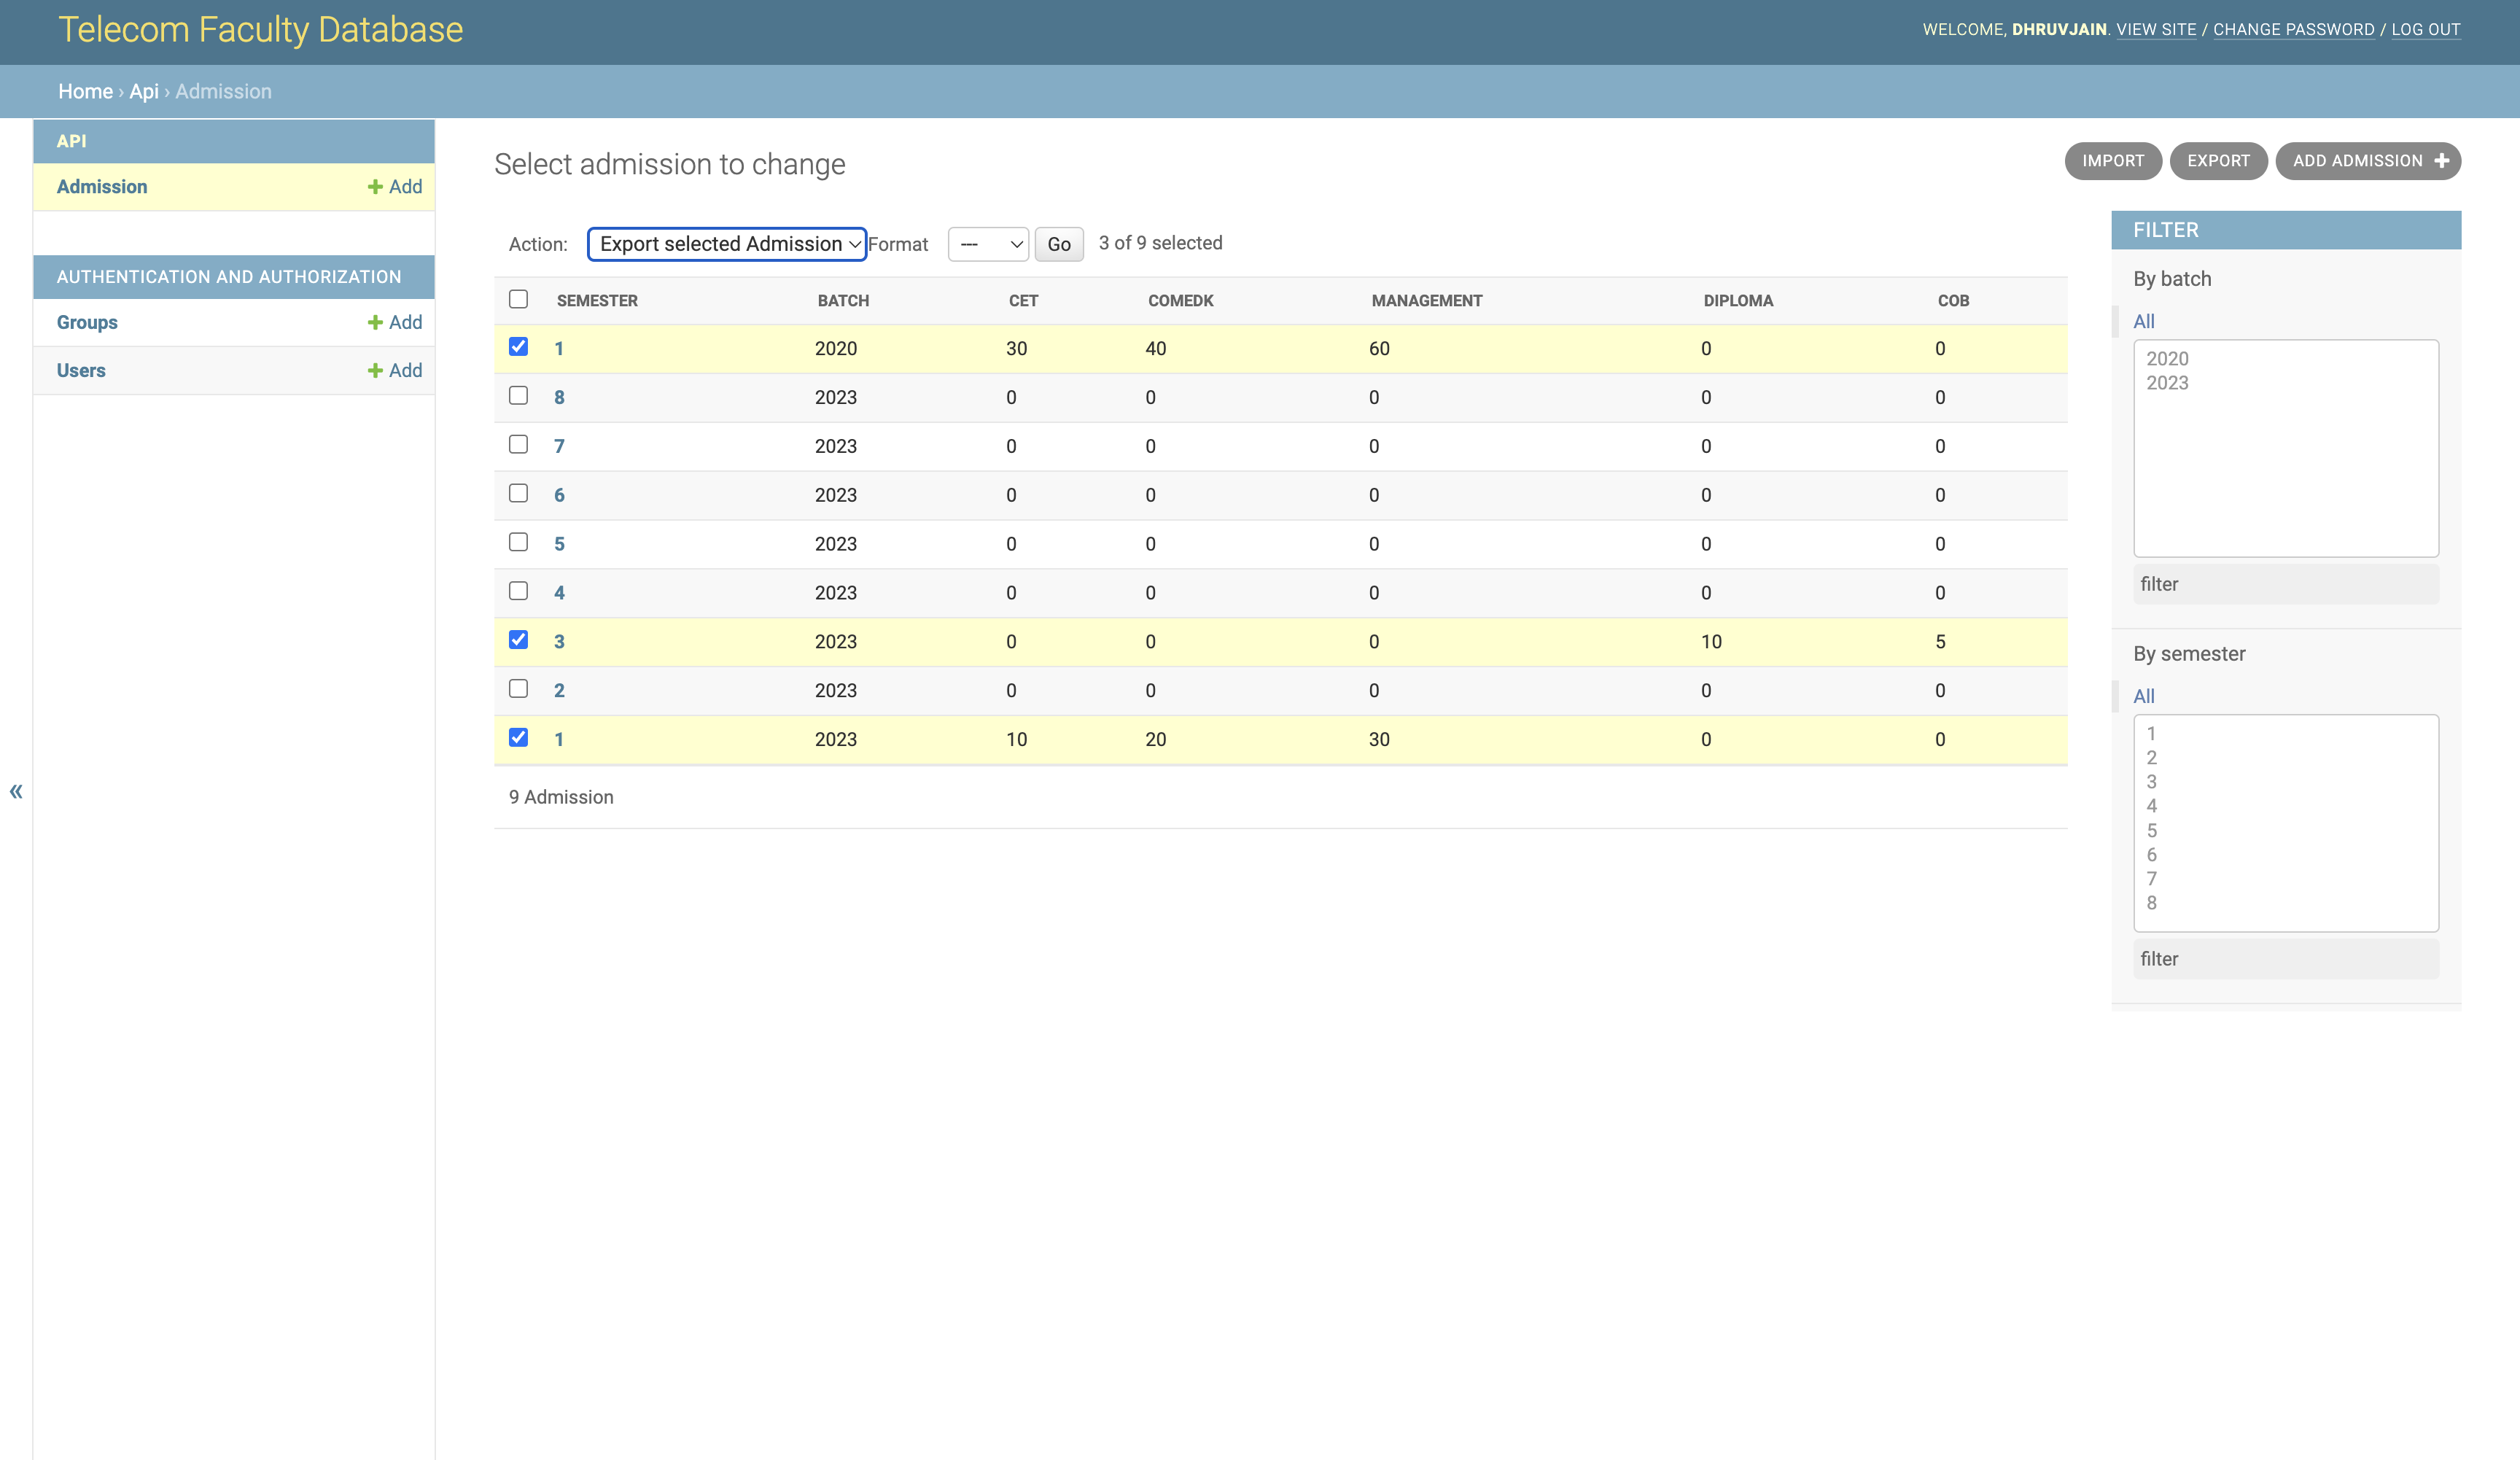 Telecom Faculty Database
WELCOME, DHRUVJAIN. VIEW SITE / CHANGE PASSWORD / LOG OUT
Home › Api › Admission
API
Admission + Add
AUTHENTICATION AND AUTHORIZATION
Groups + Add
Users + Add
«
Select admission to change
IMPORT EXPORT ADD ADMISSION +
Action: Export selected Admission Format --- Go 3 of 9 selected
SEMESTER BATCH CET COMEDK MANAGEMENT DIPLOMA COB
1 2020 30 40 60 0 0
8 2023 0 0 0 0 0
7 2023 0 0 0 0 0
6 2023 0 0 0 0 0
5 2023 0 0 0 0 0
4 2023 0 0 0 0 0
3 2023 0 0 0 10 5
2 2023 0 0 0 0 0
1 2023 10 20 30 0 0
9 Admission
FILTER
By batch
All
2020
2023
filter
By semester
All
1
2
3
4
5
6
7
8
filter